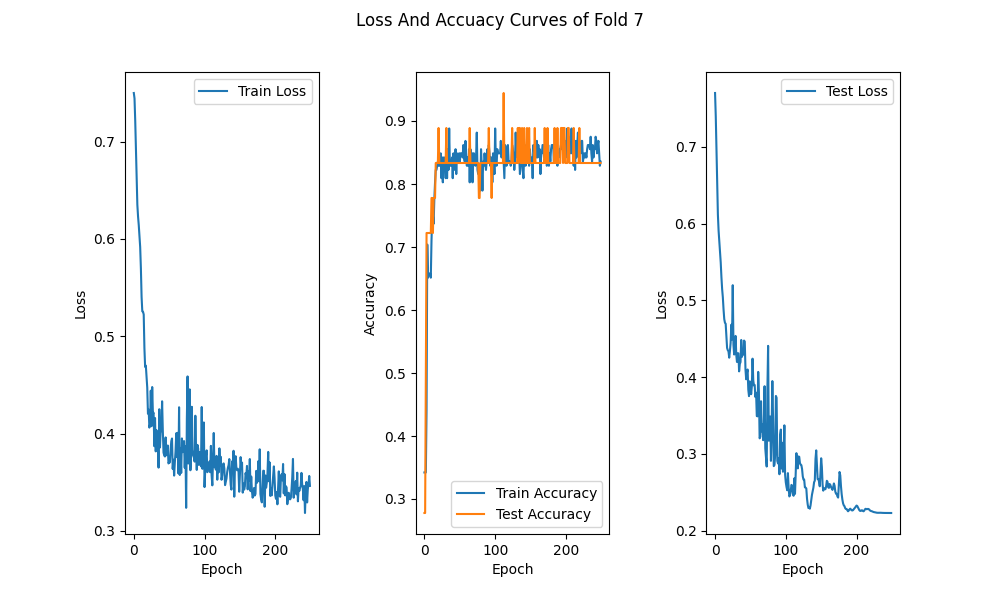 Loss And Accuacy Curves of Fold 7
Train Loss
0.7
0.6
0.5
0.4
0.3
Loss
0
100
200
Epoch
0.9
0.8
0.7
0.6
0.5
0.4
0.3
Accuracy
Train Accuracy
Test Accuracy
0
100
200
Epoch
Test Loss
0.7
0.6
0.5
0.4
0.3
0.2
Loss
0
100
200
Epoch